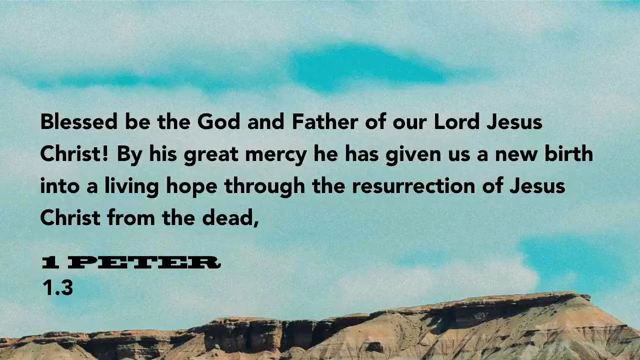 Blessed be the God and Father of our Lord Jesus
Christ! By his great mercy he has given us a new birth
into a living hope through the resurrection of Jesus
Christ from the dead,
1 PETER
1.3